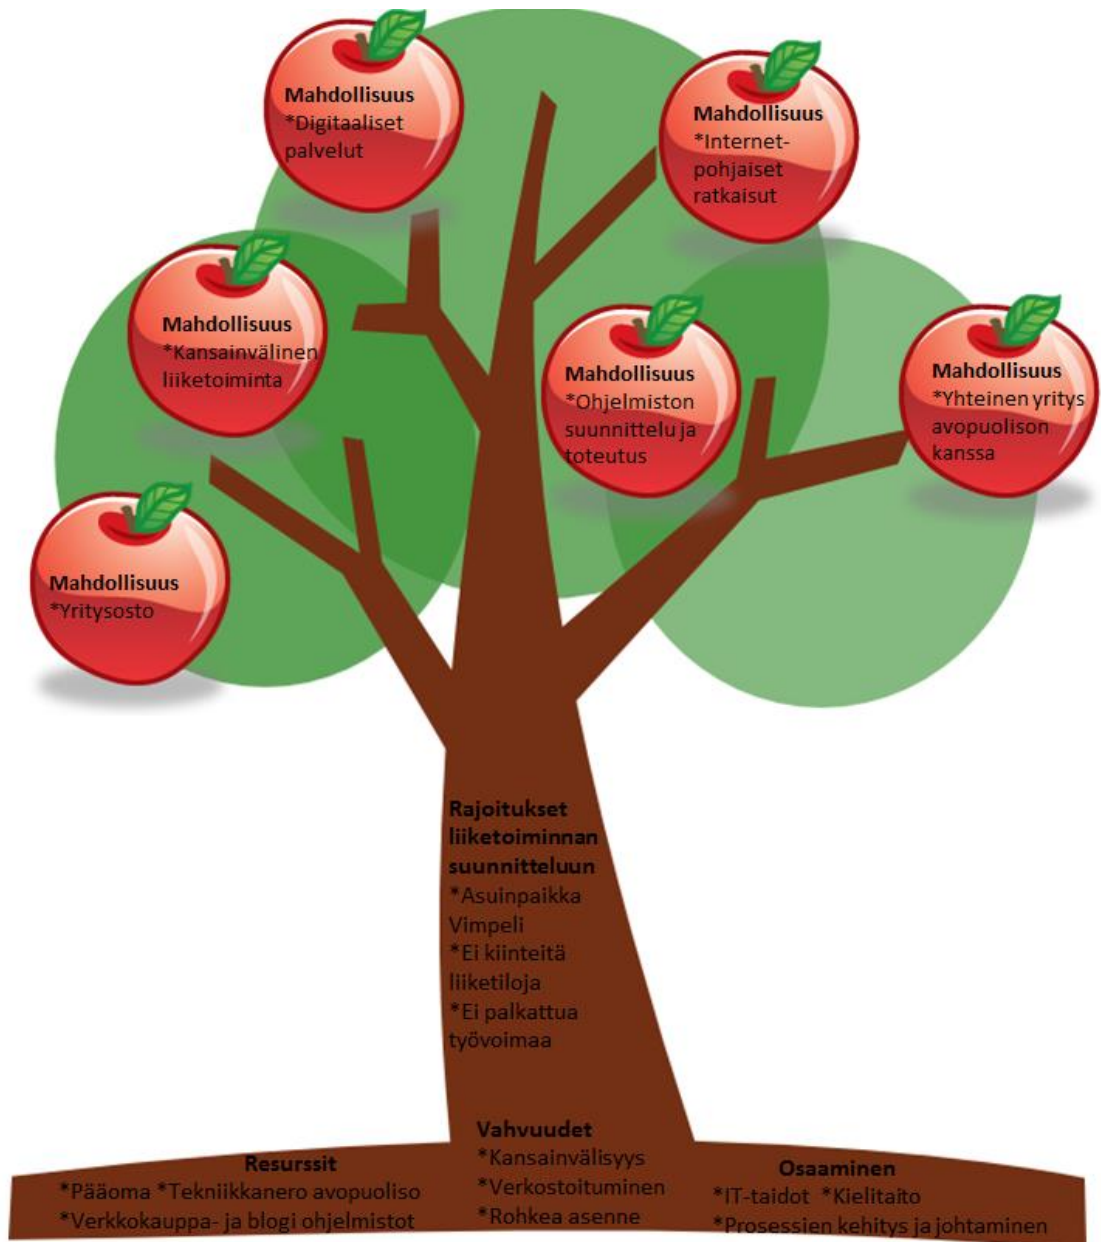 Mahdollisuus
*Digitaaliset
palvelut
Mahdollisuus
*Internet-
pohjaiset
ratkaisut
Mahdollisuus
*Kansainvälinen
liiketoiminta
Mahdollisuus
*Ohjelmiston
suunnittelu ja
toteutus
Mahdollisuus
*Yhteinen yritys
avopuolison
kanssa
Mahdollisuus
*Yritysosto
Rajoitukset
liiketoiminnan
suunnitteluun
*Asuinpaikka
Vimpeli
*Ei kiinteitä
liiketiloja
*Ei palkattua
työvoimaa
Resurssit
*Pääoma *Tekniikkanero avopuoliso
*Verkkokauppa- ja blogi ohjelmistot
Vahvuudet
*Kansainvälisyys
*Verkostoituminen
*Rohkea asenne
Osaaminen
*IT-taidot *Kielitaito
*Prosessien kehitys ja johtaminen